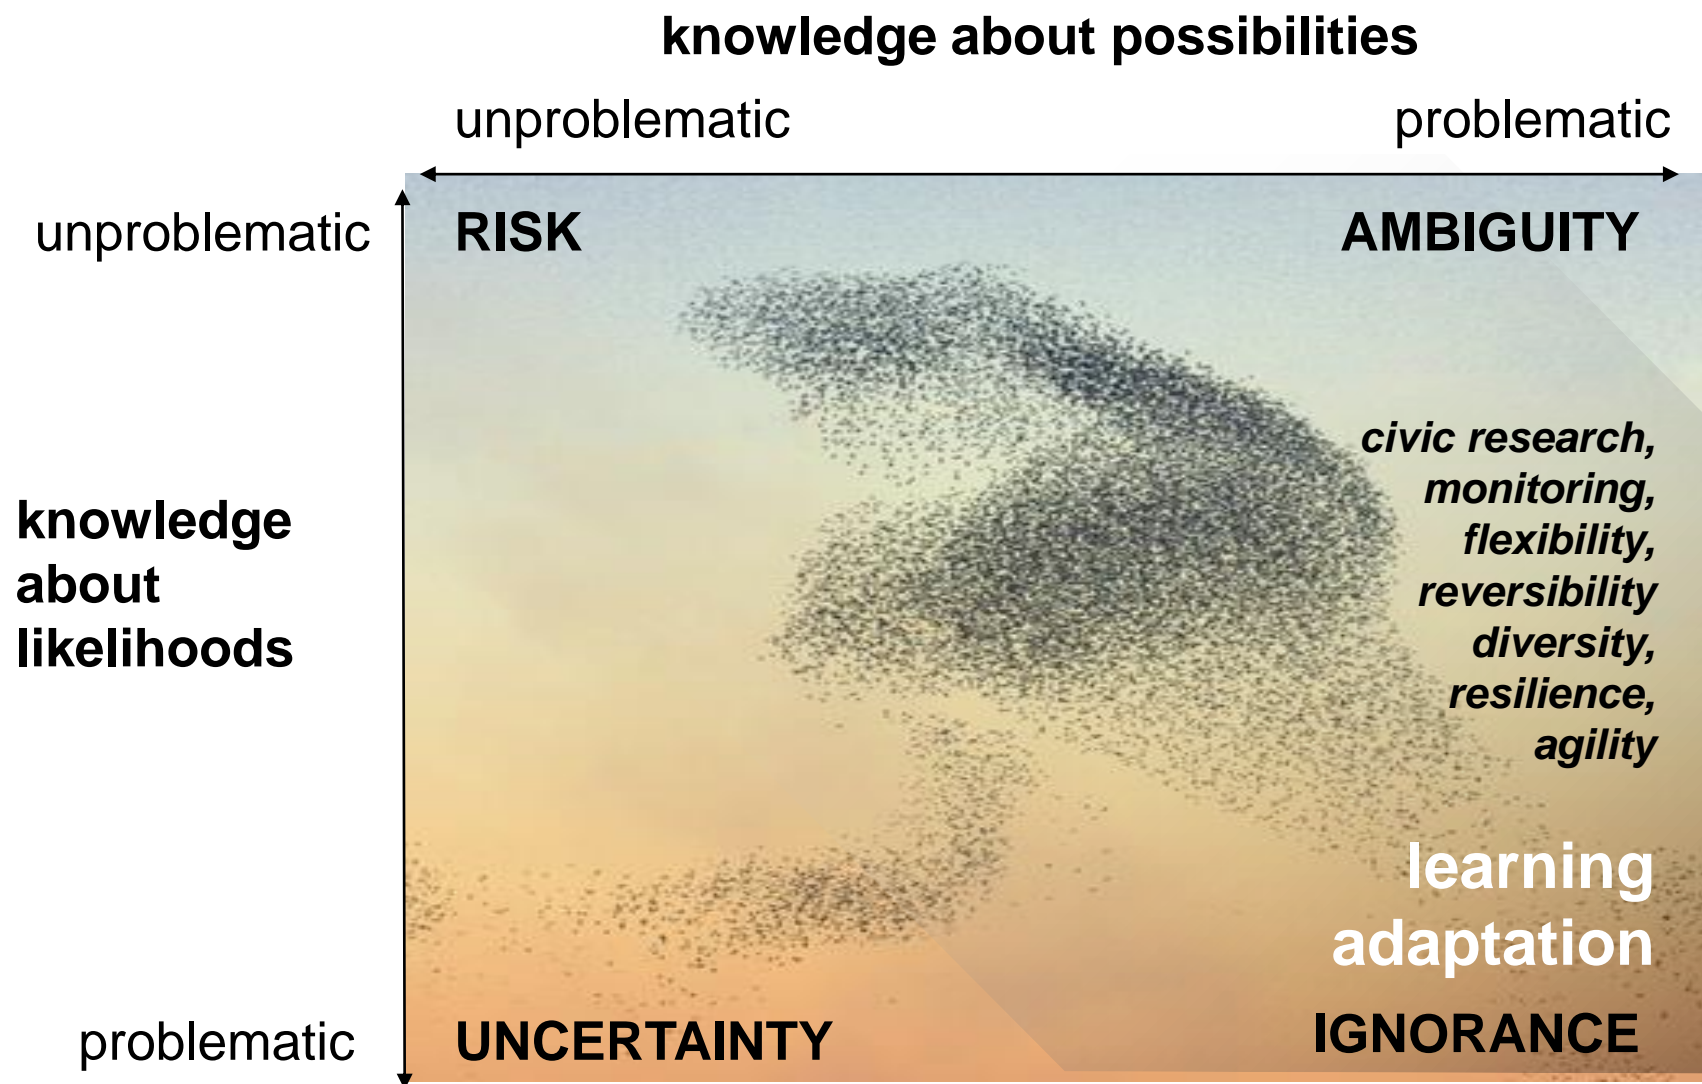 knowledge about possibilities
unproblematic
problematic
unproblematic
RISK
AMBIGUITY
civic research,
monitoring,
flexibility,
reversibility
diversity,
resilience,
agility
knowledge
about
likelihoods
learning
adaptation
problematic
UNCERTAINTY
IGNORANCE